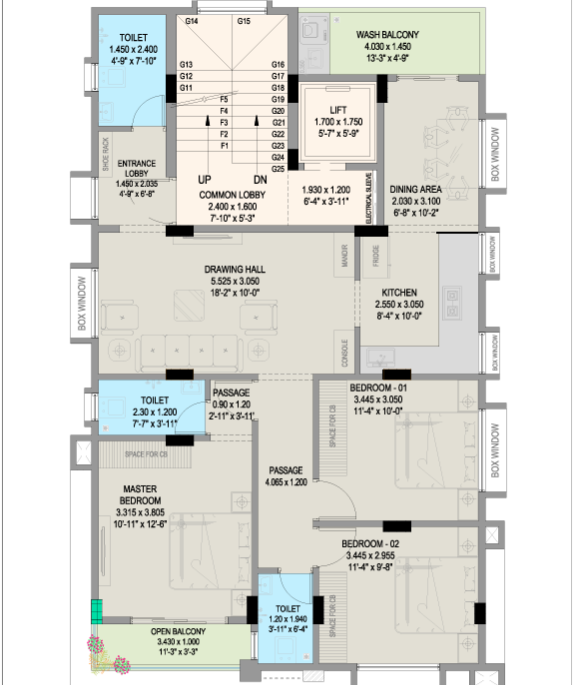 G14
G15
TOILET
1.450 x 2.400
4'-9" x 7'-10"
WASH BALCONY
4.030 x 1.450
13'-3" x 4'-9"
G13
G12
G11
G16
G17
G18
G19
G20
G21
G22
G23
G24
G25
F5
F4
F3
F2
F1
UP
DN
LIFT
1.700 x 1.750
5'-7" x 5'-9"
SHOE RACK
ENTRANCE
LOBBY
1.450 x 2.035
4'-9" x 6'-8"
COMMON LOBBY
2.400 x 1.600
7'-10" x 5'-3"
1.930 x 1.200
6'-4" x 3'-11"
ELECTRICAL SLEEVE
DINING AREA
2.030 x 3.100
6'-8" x 10'-2"
BOX WINDOW
BOX WINDOW
DRAWING HALL
5.525 x 3.050
18'-2" x 10'-0"
MANDIR
FRIDGE
KITCHEN
2.550 x 3.050
8'-4" x 10'-0"
BOX WINDOW
CONSOLE
BOX WINDOW
TOILET
2.30 x 1.200
7'-7" x 3'-11"
PASSAGE
0.90 x 1.20
2'-11" x 3'-11"
BEDROOM - 01
3.445 x 3.050
11'-4" x 10'-0"
SPACE FOR CB
BOX WINDOW
SPACE FOR CB
PASSAGE
4.065 x 1.200
MASTER
BEDROOM
3.315 x 3.805
10'-11" x 12'-6"
BEDROOM - 02
3.445 x 2.955
11'-4" x 9'-8"
SPACE FOR CB
TOILET
1.20 x 1.940
3'-11" x 6'-4"
OPEN BALCONY
3.430 x 1.000
11'-3" x 3'-3"